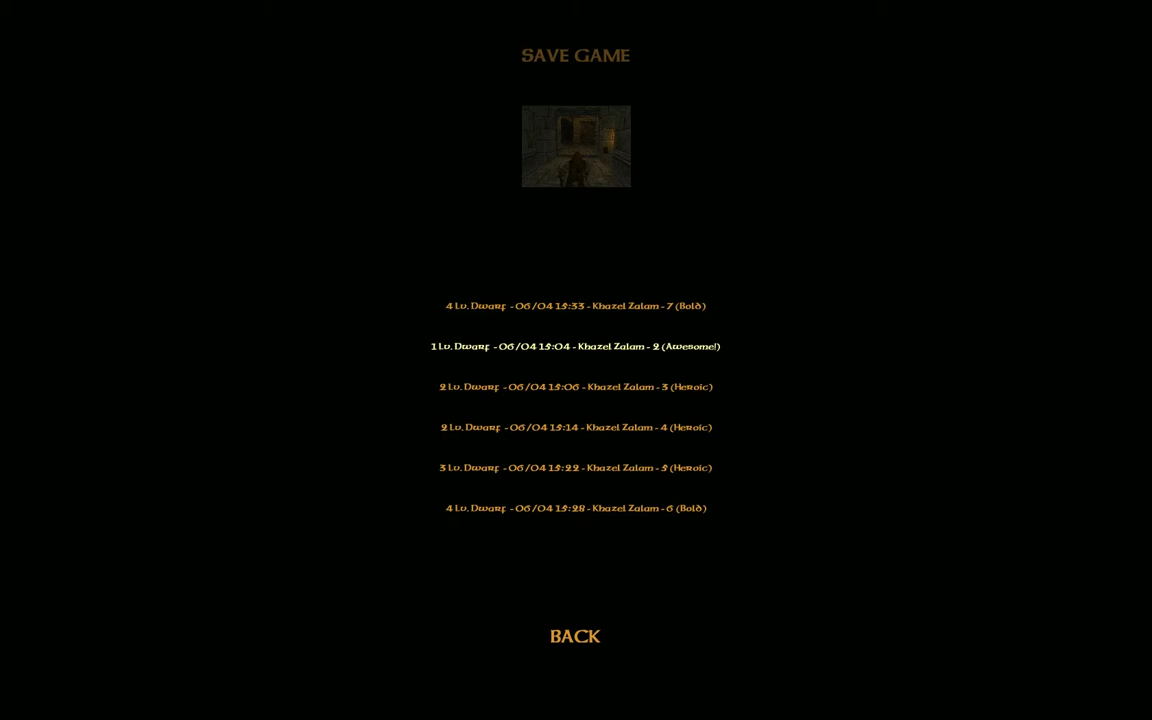 SAVE GAME
4 Lv. Dwarf - 06/04 15:33 - Khazel Zalam - 7 (Bold)
1 Lv. Dwarf - 06/04 15:04 - Khazel Zalam - 2 (Awesome!)
2 Lv. Dwarf - 06/04 15:06 - Khazel Zalam - 3 (Heroic)
2 Lv. Dwarf - 06/04 15:14 - Khazel Zalam - 4 (Heroic)
3 Lv. Dwarf - 06/04 15:22 - Khazel Zalam - 5 (Heroic)
4 Lv. Dwarf - 06/04 15:28 - Khazel Zalam - 6 (Bold)
BACK